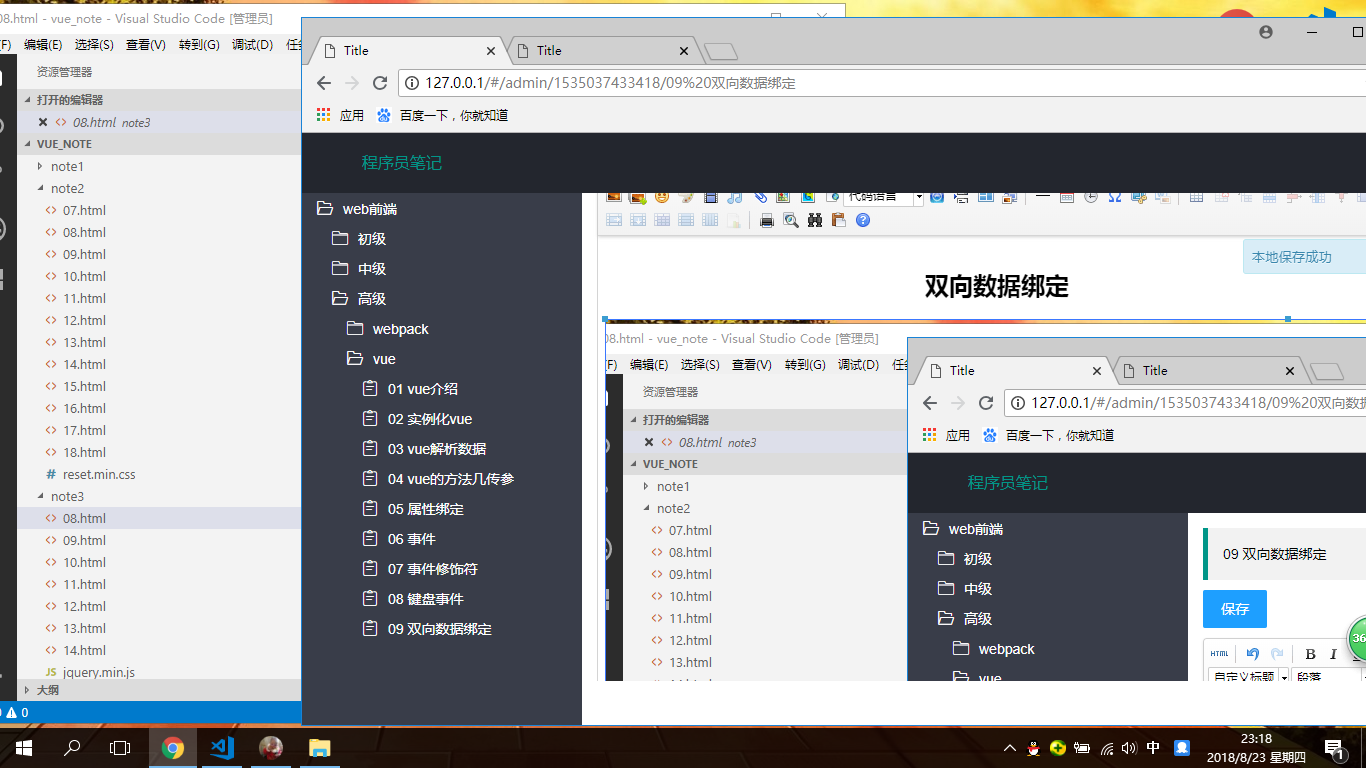 08.html - vue_note - Visual Studio Code [管理员]
(F) 编辑(E) 选择(S) 查看(V) 转到(G) 调试(D) 任
资源管理器
打开的编辑器
08.html note3
VUE_NOTE
note1
note2
07.html
08.html
09.html
10.html
11.html
12.html
13.html
14.html
15.html
16.html
17.html
18.html
# reset.min.css
note3
08.html
09.html
10.html
11.html
12.html
13.html
14.html
JS jquery.min.js
大纲
0
Title
Title
127.0.0.1/#/admin/1535037433418/09%20双向数据绑定
应用
百度一下，你就知道
程序员笔记
web前端
初级
中级
高级
webpack
vue
01 vue介绍
02 实例化vue
03 vue解析数据
04 vue的方法几传参
05 属性绑定
06 事件
07 事件修饰符
08 键盘事件
09 双向数据绑定
代码语言
本地保存成功
双向数据绑定
08.html - vue_note - Visual Studio Code [管理员]
(F) 编辑(E) 选择(S) 查看(V) 转到(G) 调试(D) 任
资源管理器
打开的编辑器
08.html note3
VUE_NOTE
note1
note2
07.html
08.html
09.html
10.html
11.html
12.html
13.html
Title
Title
127.0.0.1/#/admin/1535037433418/09%20双向数据
应用
百度一下，你就知道
程序员笔记
web前端
初级
中级
高级
webpack
vue
09 双向数据绑定
保存
HTML
B I
自定义标题
段落
36
中
23:18
2018/8/23 星期四
1